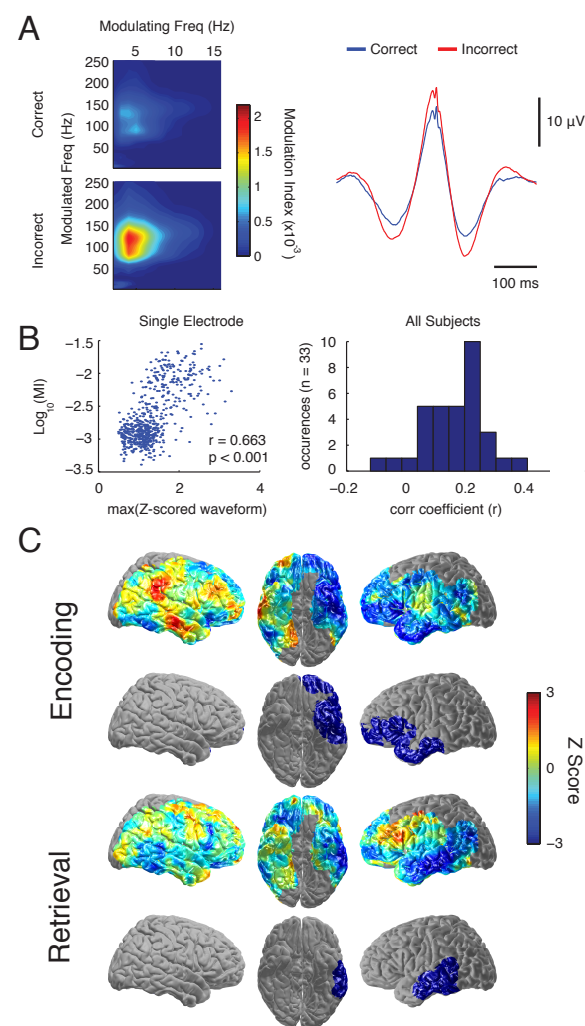 A
Modulating Freq (Hz)
5 10 15
Correct
Incorrect
Modulated Freq (Hz)
250
200
150
100
50
250
200
150
100
50
2
1.5
1
0.5
0
Modulation Index (x10⁻³)
Correct Incorrect
10 μV
100 ms
B
Single Electrode
Log₁₀(MI)
−1
−1.5
−2
−2.5
−3
−3.5
r = 0.663
p < 0.001
0 2 4
max(Z-scored waveform)
All Subjects
occurences (n = 33)
10
8
6
4
2
0
−0.2 0 0.2 0.4
corr coefficient (r)
C
Encoding
Retrieval
3
0
−3
Z Score